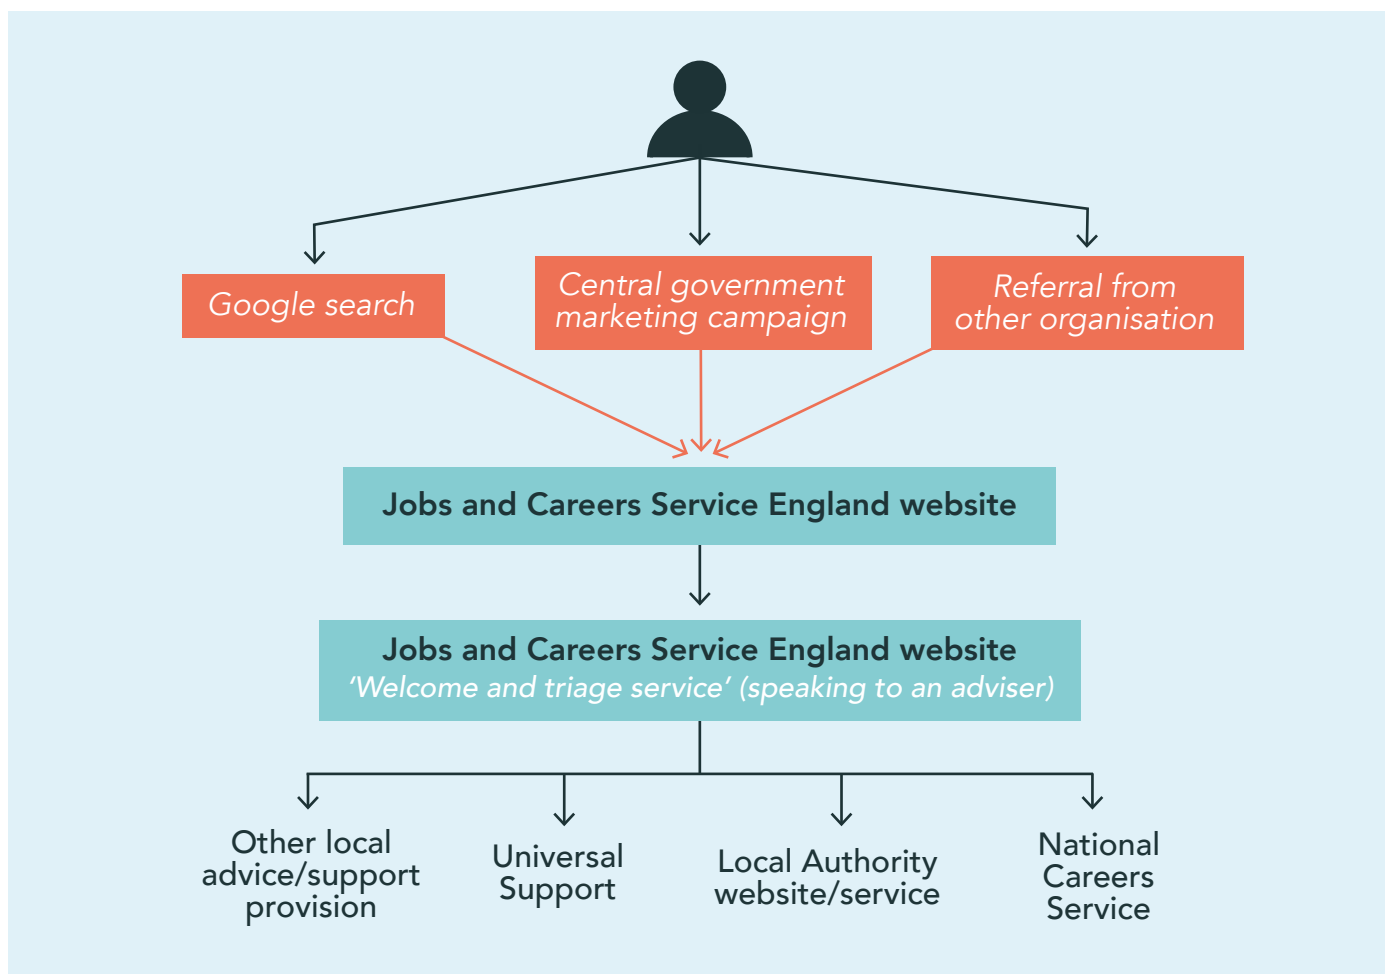 Google search
Central government
marketing campaign
Referral from
other organisation
Jobs and Careers Service England website
Jobs and Careers Service England website
‘Welcome and triage service’ (speaking to an adviser)
Other local
advice/support
provision
Universal
Support
Local Authority
website/service
National
Careers
Service